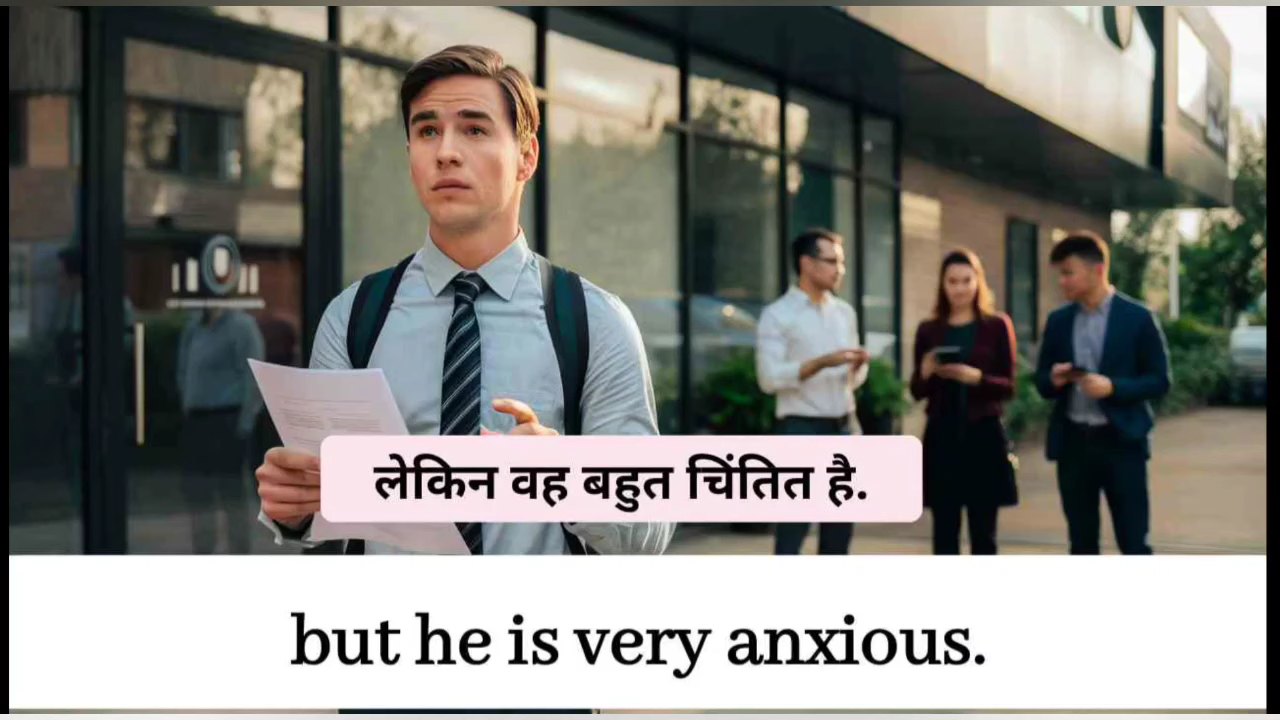 लेकिन वह बहुत चिंतित है.
but he is very anxious.